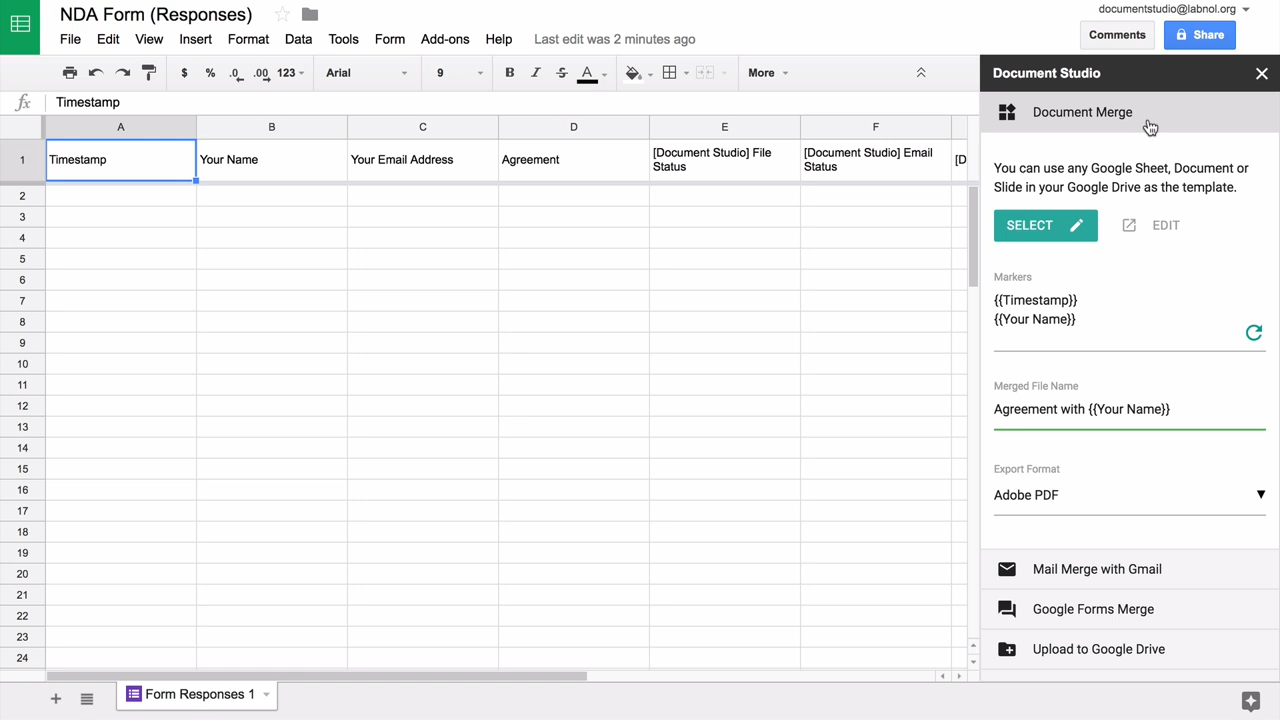 NDA Form (Responses)
documentstudio@labnol.org
File Edit View Insert Format Data Tools Form Add-ons Help Last edit was 2 minutes ago
Comments Share
$ % .0 .00 123 Arial 9 B I S A More
Document Studio
fx Timestamp
Document Merge
A B C D E F
1 Timestamp Your Name Your Email Address Agreement [Document Studio] File Status [Document Studio] Email Status [D
2
3
4
5
6
7
8
9
10
11
12
13
14
15
16
17
18
19
20
21
22
23
24
You can use any Google Sheet, Document or
Slide in your Google Drive as the template.
SELECT EDIT
Markers
{{Timestamp}}
{{Your Name}}
Merged File Name
Agreement with {{Your Name}}
Export Format
Adobe PDF
Mail Merge with Gmail
Google Forms Merge
Upload to Google Drive
Form Responses 1